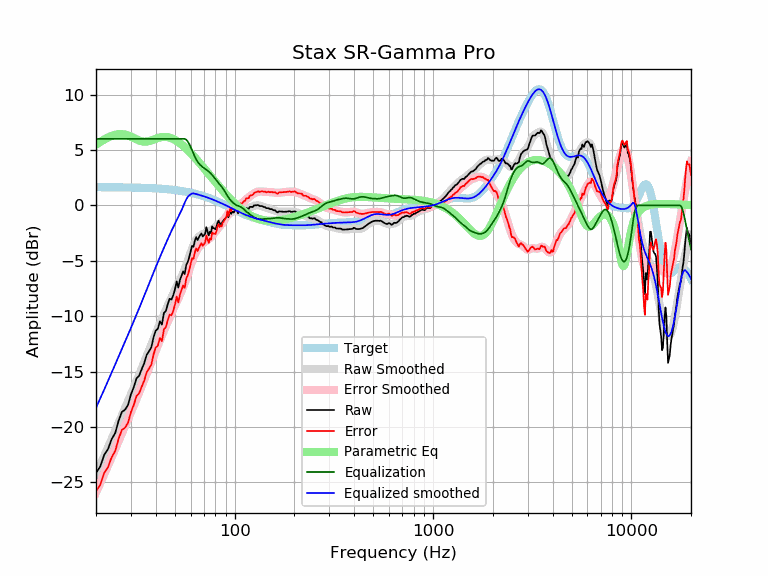 Stax SR-Gamma Pro
Amplitude (dBr)
10
5
0
−5
−10
−15
−20
−25
Target
Raw Smoothed
Error Smoothed
Raw
Error
Parametric Eq
Equalization
Equalized smoothed
100
1000
10000
Frequency (Hz)